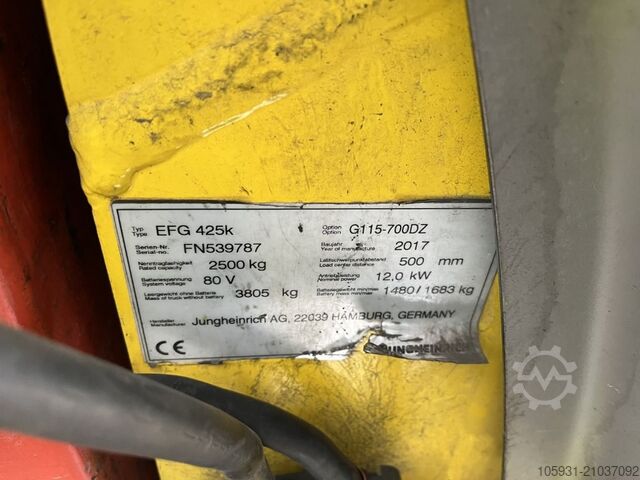 Typ
Type EFG 425k Option
Option G115-700DZ
Serien-Nr.
Serial-no. FN539787 Baujahr
Year of manufacture 2017
Nenntragfähigkeit
Rated capacity 2500 kg Lastschwerpunktabstand
Load center distance 500 mm
Batteriespannung
System voltage 80 V Antriebsleistung
Nominal power 12,0 kW
Leergewicht ohne Batterie
Mass of truck without battery 3805 kg Batteriegewicht min/max
Battery mass min/max 1480 / 1683 kg
Hersteller
Manufacturer Jungheinrich AG, 22039 HAMBURG, GERMANY
CE JUNGHEINRICH
105931-21037092